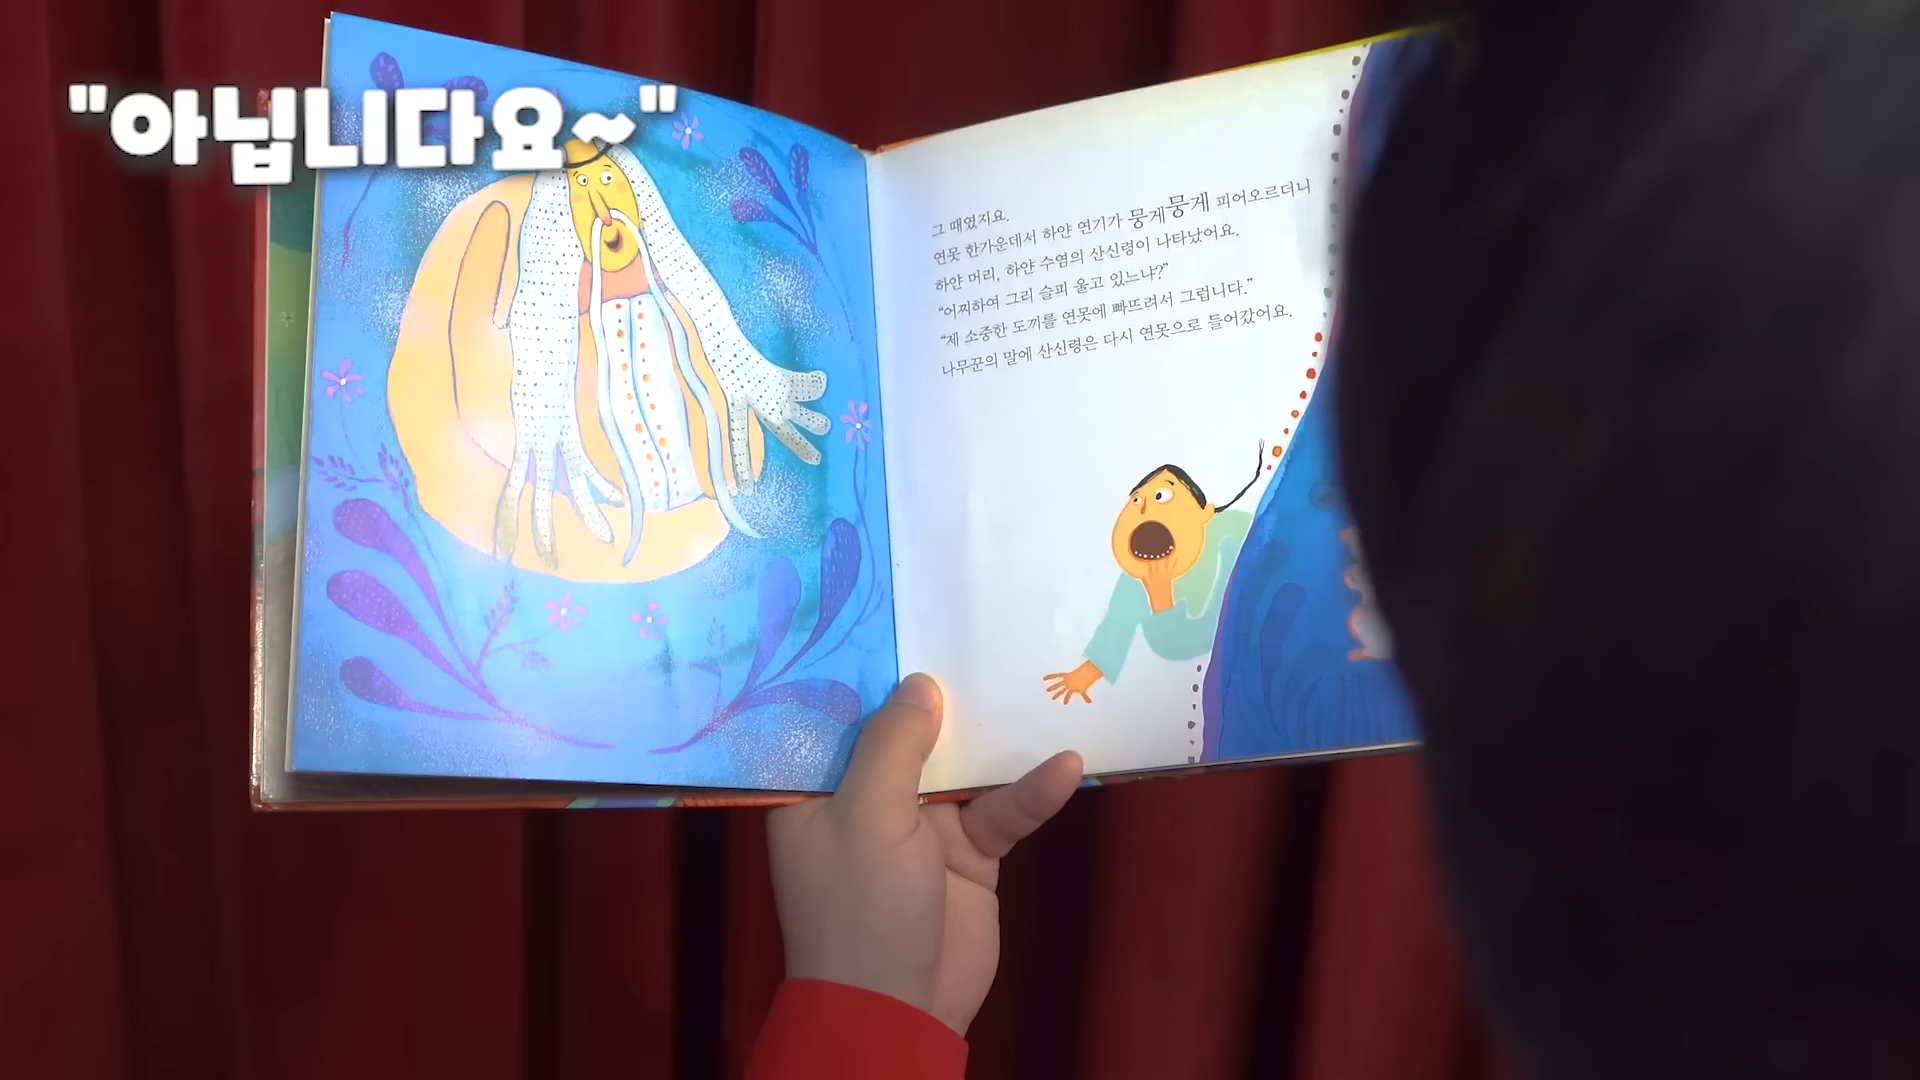 "아닙니다요~"
그 때였지요.
연못 한가운데서 하얀 연기가 뭉게뭉게 피어오르더니
하얀 머리, 하얀 수염의 산신령이 나타났어요.
“어찌하여 그리 슬피 울고 있느냐?”
“제 소중한 도끼를 연못에 빠뜨려서 그럽니다.”
나무꾼의 말에 산신령은 다시 연못으로 들어갔어요.